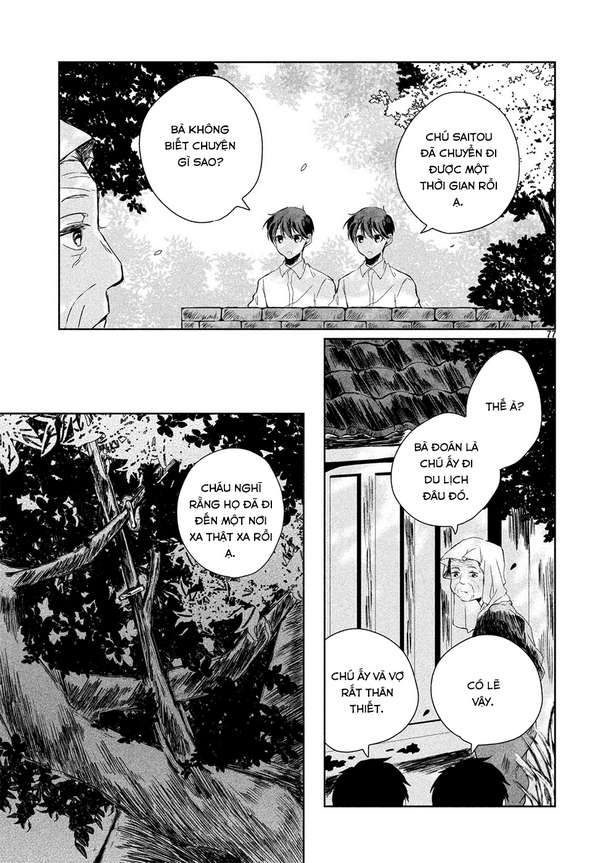 CHÚ SAITOU
ĐÃ CHUYỂN ĐI
ĐƯỢC MỘT
THỜI GIAN RỒI
Ạ.
BÀ KHÔNG
BIẾT CHUYỆN
GÌ SAO?
77
THẾ À?
BÀ ĐOÁN LÀ
CHÚ ẤY ĐI
DU LỊCH
ĐÂU ĐÓ.
CÓ LẼ
VẬY.
CHÚ ẤY VÀ VỢ
RẤT THÂN
THIẾT.
CHÁU NGHĨ
RẰNG HỌ ĐÃ ĐI
ĐẾN MỘT NƠI
XA THẬT XA RỒI
Ạ.